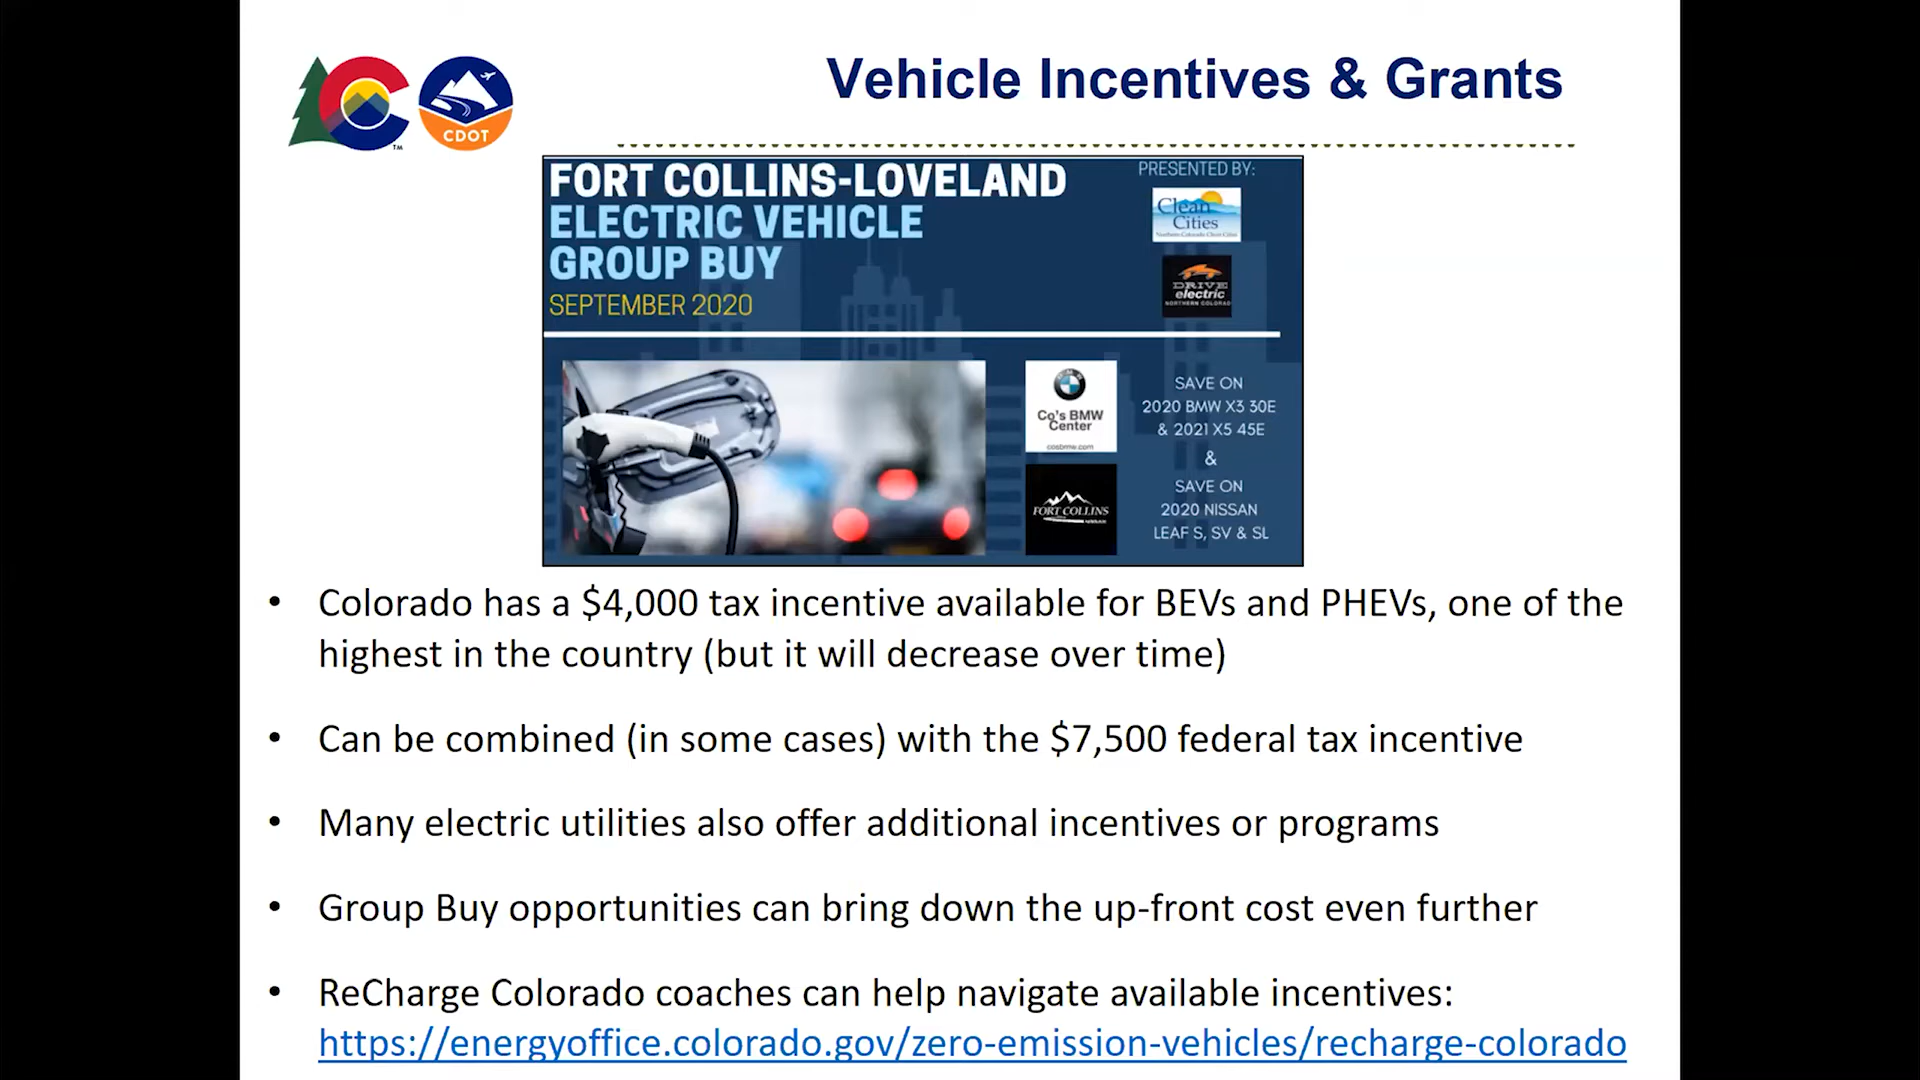 Vehicle Incentives & Grants
CDOT
TM
FORT COLLINS-LOVELAND
ELECTRIC VEHICLE
GROUP BUY
SEPTEMBER 2020
PRESENTED BY:
Clean
Cities
DRIVE
electric
NORTHERN COLORADO
BMW
Co's BMW
Center
cosbmw.com
FORT COLLINS
SAVE ON
2020 BMW X3 30E
& 2021 X5 45E
&
SAVE ON
2020 NISSAN
LEAF S, SV & SL
• Colorado has a $4,000 tax incentive available for BEVs and PHEVs, one of the
highest in the country (but it will decrease over time)
• Can be combined (in some cases) with the $7,500 federal tax incentive
• Many electric utilities also offer additional incentives or programs
• Group Buy opportunities can bring down the up-front cost even further
• ReCharge Colorado coaches can help navigate available incentives:
https://energyoffice.colorado.gov/zero-emission-vehicles/recharge-colorado